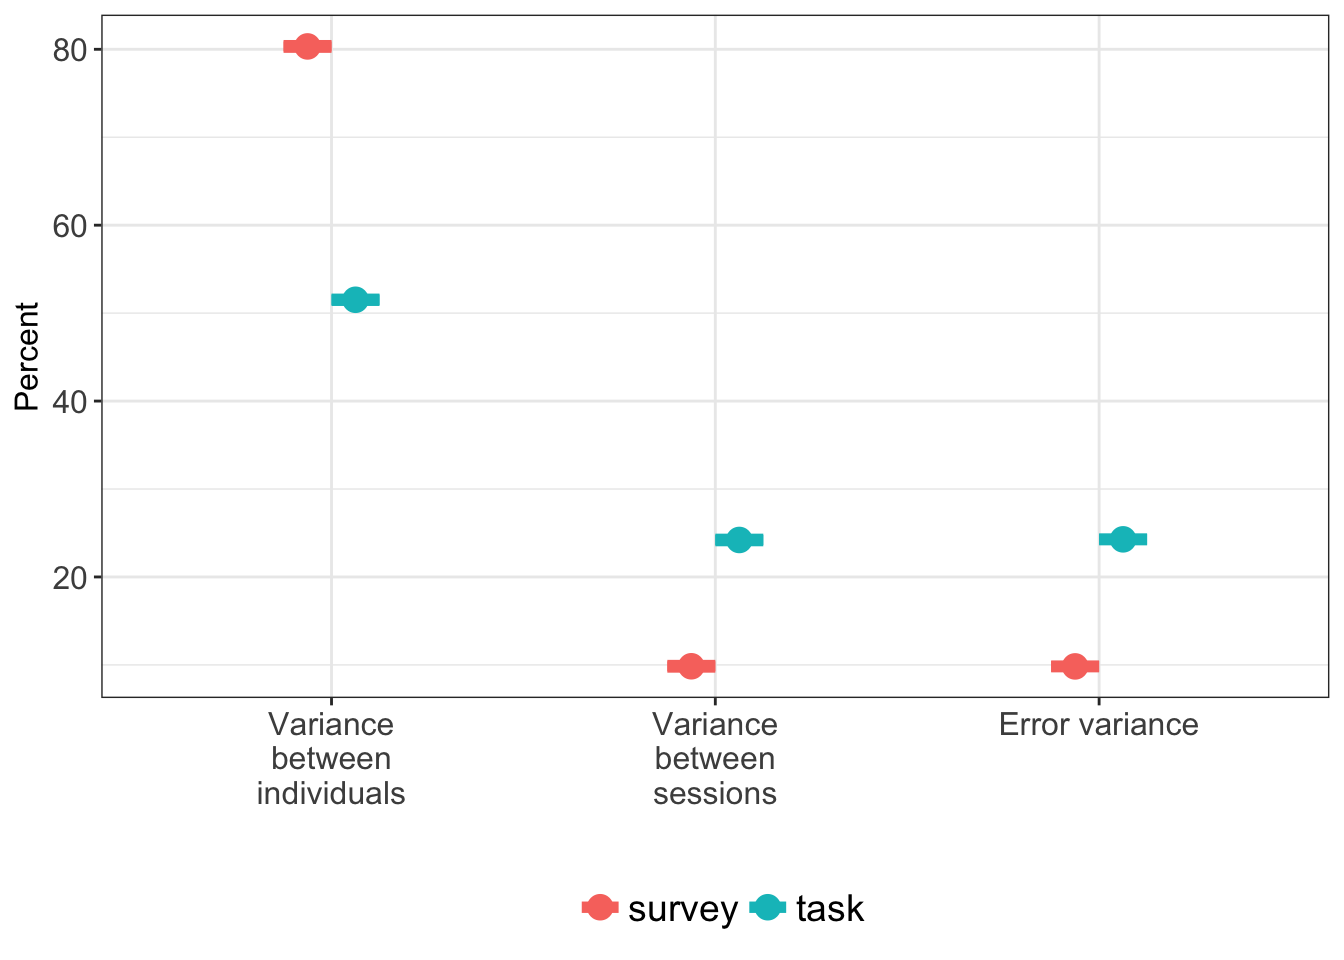 Percent
80
60
40
20
Variance
between
individuals
Variance
between
sessions
Error variance
survey
task